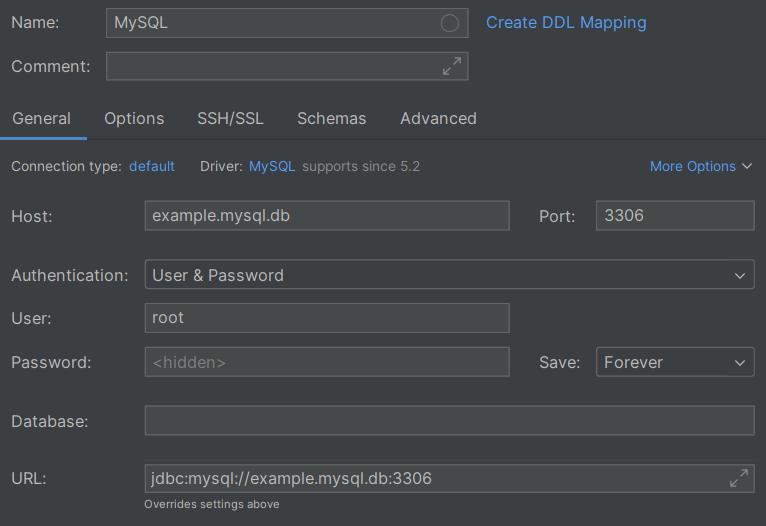 Name: MySQL Create DDL Mapping
Comment:
General Options SSH/SSL Schemas Advanced
Connection type: default Driver: MySQL supports since 5.2 More Options
Host: example.mysql.db Port: 3306
Authentication: User & Password
User: root
Password: <hidden> Save: Forever
Database:
URL: jdbc:mysql://example.mysql.db:3306
Overrides settings above